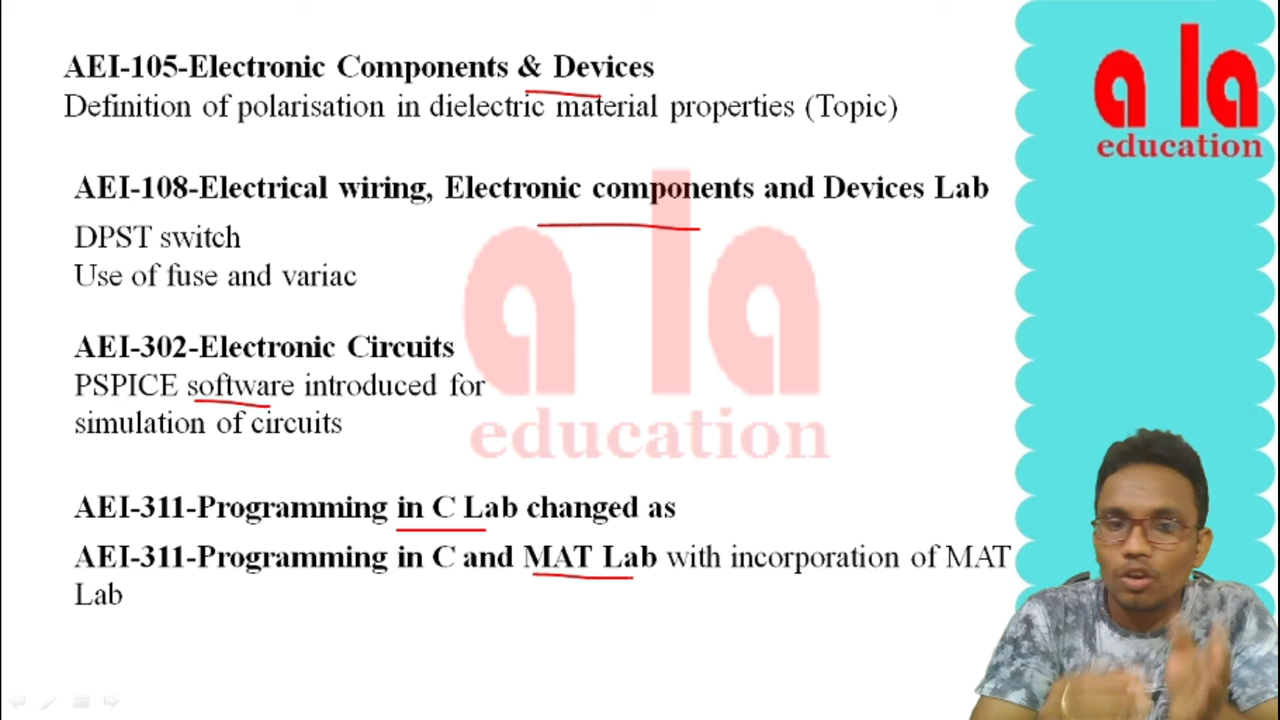 AEI-105-Electronic Components & Devices
Definition of polarisation in dielectric material properties (Topic)
AEI-108-Electrical wiring, Electronic components and Devices Lab
DPST switch
Use of fuse and variac
AEI-302-Electronic Circuits
PSPICE software introduced for
simulation of circuits
AEI-311-Programming in C Lab changed as
AEI-311-Programming in C and MAT Lab with incorporation of MAT
Lab
a la
education
a la
education